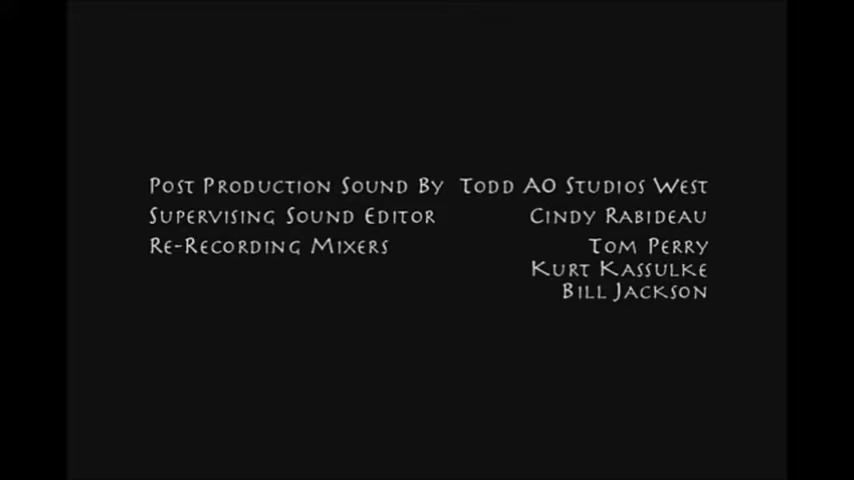 Post Production Sound By Todd AO Studios West
Supervising Sound Editor Cindy Rabideau
Re-Recording Mixers Tom Perry
Kurt Kassulke
Bill Jackson